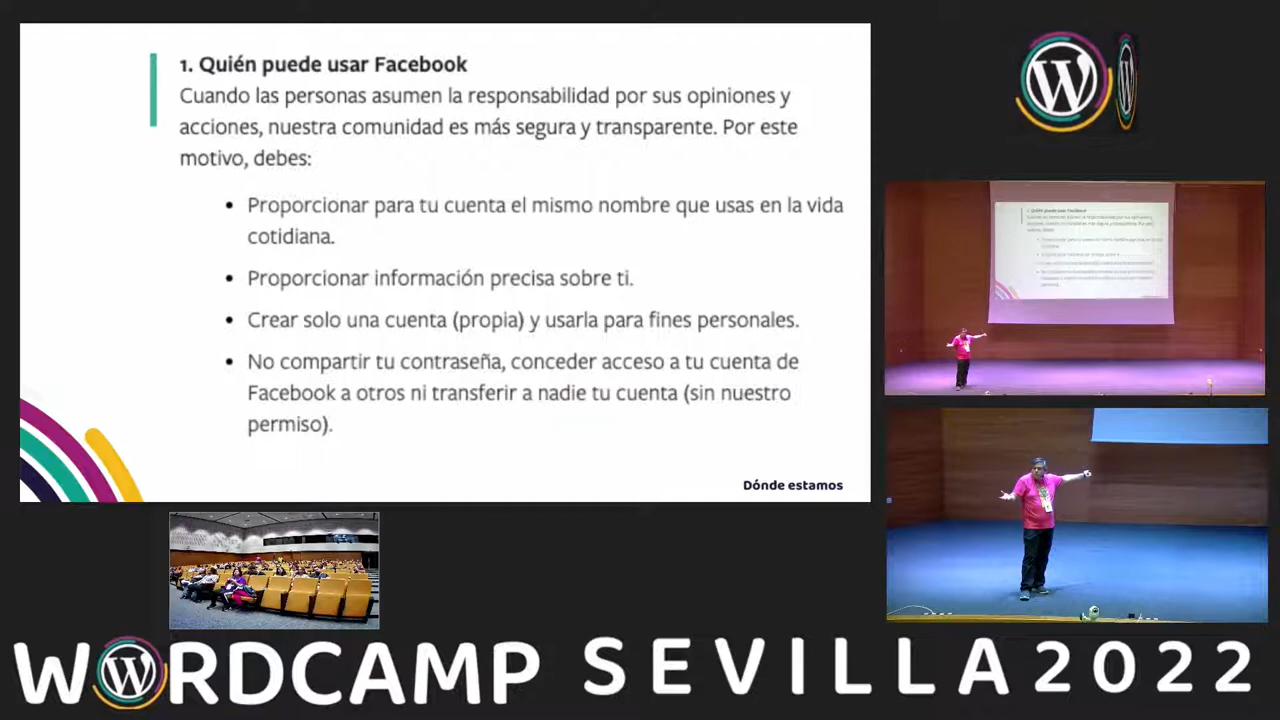 1. Quién puede usar Facebook
Cuando las personas asumen la responsabilidad por sus opiniones y
acciones, nuestra comunidad es más segura y transparente. Por este
motivo, debes:
• Proporcionar para tu cuenta el mismo nombre que usas en la vida
cotidiana.
• Proporcionar información precisa sobre ti.
• Crear solo una cuenta (propia) y usarla para fines personales.
• No compartir tu contraseña, conceder acceso a tu cuenta de
Facebook a otros ni transferir a nadie tu cuenta (sin nuestro
permiso).
Dónde estamos
WORDCAMP SEVILLA 2022